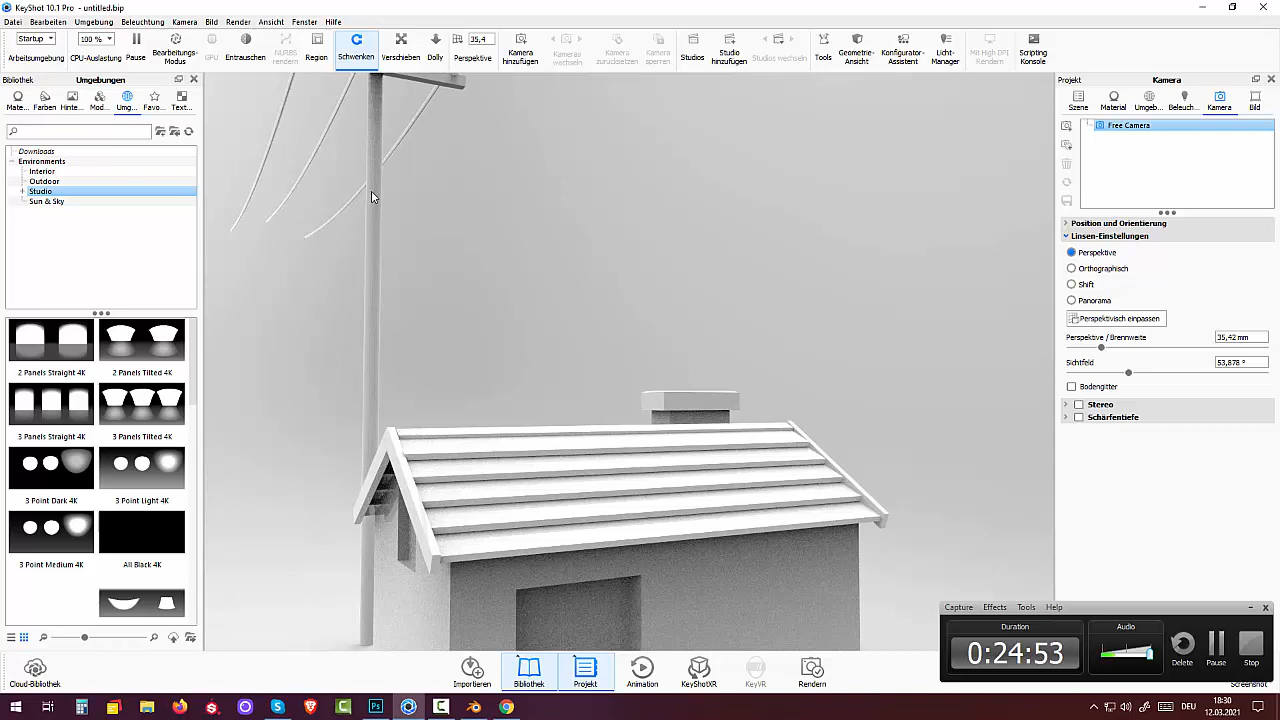 KeyShot 10.1 Pro - untitled.bip
Datei Bearbeiten Umgebung Beleuchtung Kamera Bild Render Ansicht Fenster Hilfe
Startup 100 % 35,4
Arbeitsumgebung CPU-Auslastung Pause Bearbeitungs-Modus GPU Entrauschen NURBS rendern Region Schwenken Verschieben Dolly Perspektive Kamera hinzufügen Kameras wechseln Kamera zurücksetzen Kamera sperren Studios Studio hinzufügen Studios wechseln Tools Geometrie-Ansicht Konfigurator-Assistent Licht-Manager Mit High DPI Rendern Scripting Konsole
Bibliothek Umgebungen
Mate... Farben Hinte... Mod... Umg... Favo... Text...
Downloads
Environments
Interior
Outdoor
Studio
Sun & Sky
2 Panels Straight 4K 2 Panels Tilted 4K
3 Panels Straight 4K 3 Panels Tilted 4K
3 Point Dark 4K 3 Point Light 4K
3 Point Medium 4K All Black 4K
Projekt Kamera
Szene Material Umgeb... Beleuch... Kamera Bild
Free Camera
Position und Orientierung
Linsen-Einstellungen
Perspektive
Orthographisch
Shift
Panorama
Perspektivisch einpassen
Perspektive / Brennweite 35,42 mm
Sichtfeld 53,878 °
Bodengitter
Stereo
Schärfentiefe
Capture Effects Tools Help
Duration Audio
0:24:53 Delete Pause Stop
Cloud-Bibliothek Importieren Bibliothek Projekt Animation KeyShotXR KeyVR Rendern Screenshot
DEU 18:30
12.03.2021